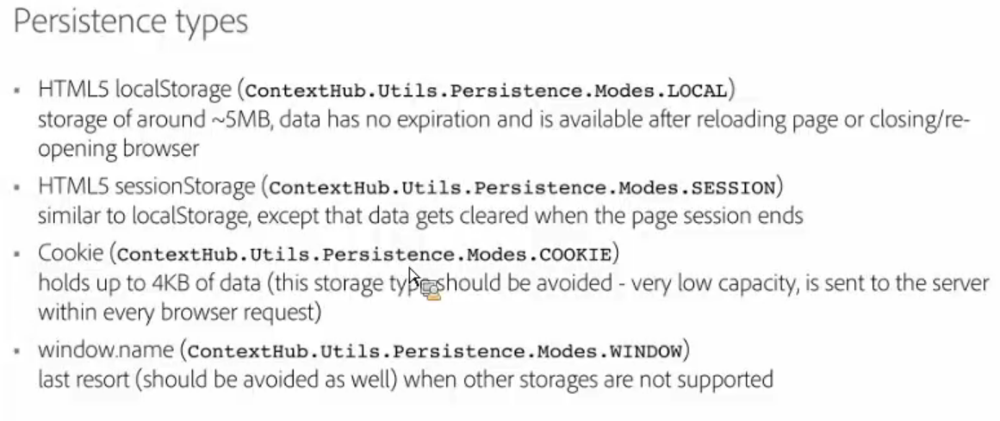 Persistence types
▪ HTML5 localStorage (ContextHub.Utils.Persistence.Modes.LOCAL)
storage of around ~5MB, data has no expiration and is available after reloading page or closing/re-
opening browser
▪ HTML5 sessionStorage (ContextHub.Utils.Persistence.Modes.SESSION)
similar to localStorage, except that data gets cleared when the page session ends
▪ Cookie (ContextHub.Utils.Persistence.Modes.COOKIE)
holds up to 4KB of data (this storage type should be avoided - very low capacity, is sent to the server
within every browser request)
▪ window.name (ContextHub.Utils.Persistence.Modes.WINDOW)
last resort (should be avoided as well) when other storages are not supported